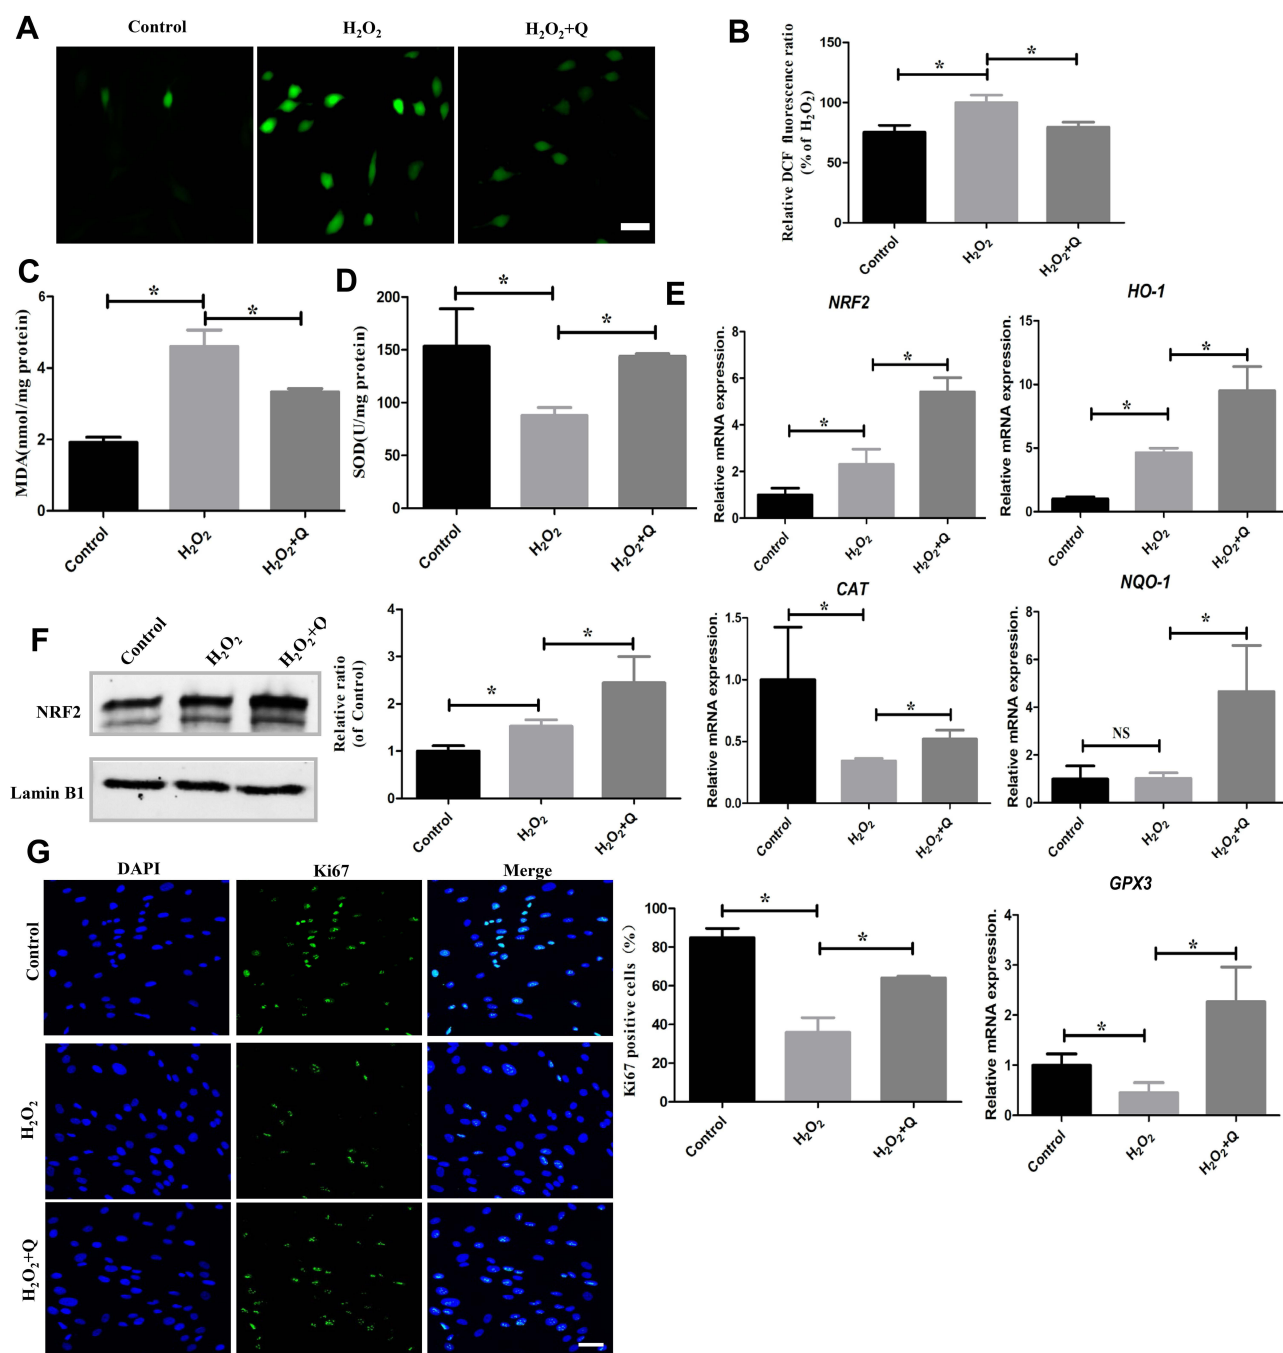 A
Control
H₂O₂
H₂O₂+Q
B
Relative DCF fluorescence ratio
(% of H₂O₂)
150
100
50
0
*
*
Control
H₂O₂
H₂O₂+Q
C
MDA(nmol/mg protein)
6
4
2
0
*
*
Control
H₂O₂
H₂O₂+Q
D
SOD(U/mg protein)
200
150
100
50
0
*
*
Control
H₂O₂
H₂O₂+Q
E
NRF2
Relative mRNA expression.
8
6
4
2
0
*
*
Control
H₂O₂
H₂O₂+Q
HO-1
Relative mRNA expression.
15
10
5
0
*
*
Control
H₂O₂
H₂O₂+Q
CAT
Relative mRNA expression.
1.5
1.0
0.5
0.0
*
*
Control
H₂O₂
H₂O₂+Q
NQO-1
Relative mRNA expression.
8
6
4
2
0
NS
*
Control
H₂O₂
H₂O₂+Q
GPX3
Relative mRNA expression.
4
3
2
1
0
*
*
Control
H₂O₂
H₂O₂+Q
F
Control
H₂O₂
H₂O₂+Q
NRF2
Lamin B1
Relative ratio
(of Control)
4
3
2
1
0
*
*
Control
H₂O₂
H₂O₂+Q
G
DAPI
Ki67
Merge
Control
H₂O₂
H₂O₂+Q
Ki67 positive cells (%)
100
80
60
40
20
0
*
*
Control
H₂O₂
H₂O₂+Q